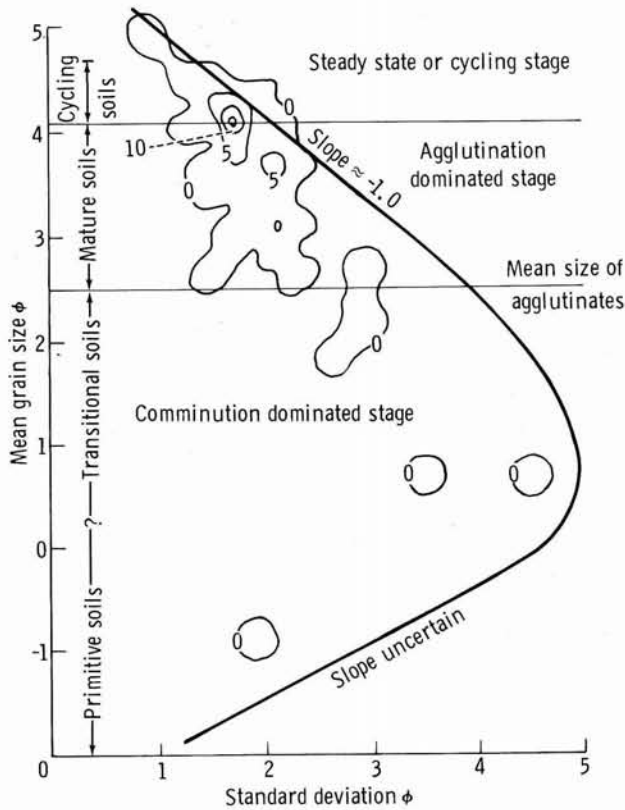 5
4
3
2
1
0
-1
Mean grain size ϕ
Cycling
soils
Mature soils
Transitional soils
?
Primitive soils
Steady state or cycling stage
0
Slope ≈ -1.0
Agglutination
dominated stage
10
5
5
0
0
Mean size of
agglutinates
0
Comminution dominated stage
0
0
0
Slope uncertain
0
1
2
3
4
5
Standard deviation ϕ